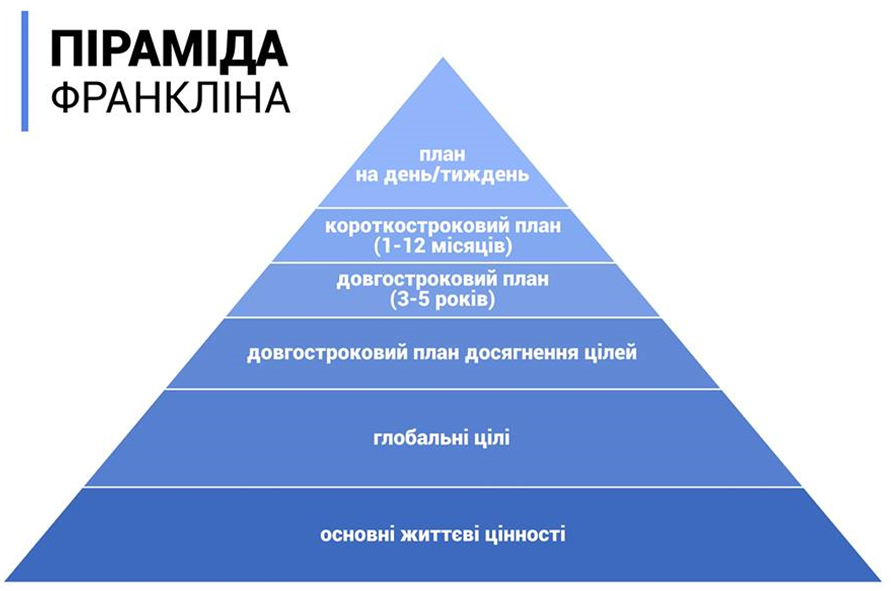 ПІРАМІДА
ФРАНКЛІНА
план
на день/тиждень
короткостроковий план
(1-12 місяців)
довгостроковий план
(3-5 років)
довгостроковий план досягнення цілей
глобальні цілі
основні життєві цінності